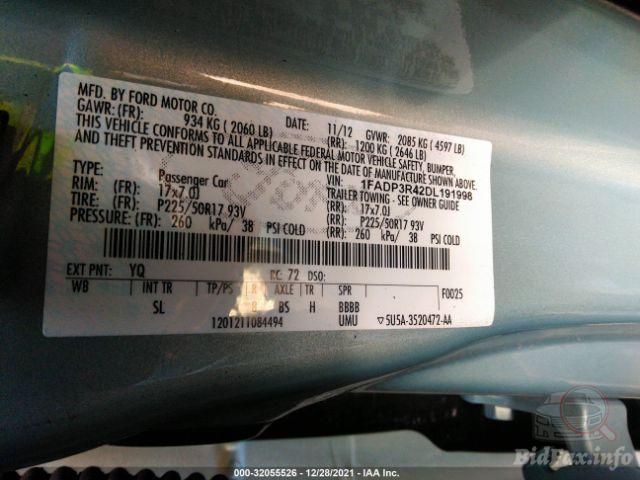 MFD. BY FORD MOTOR CO.
DATE: 11/12 GVWR: 2085 KG ( 4597 LB)
GAWR: (FR): 934 KG ( 2060 LB) (RR): 1200 KG ( 2646 LB)
THIS VEHICLE CONFORMS TO ALL APPLICABLE FEDERAL MOTOR VEHICLE SAFETY, BUMPER,
AND THEFT PREVENTION STANDARDS IN EFFECT ON THE DATE OF MANUFACTURE SHOWN ABOVE.
VIN: 1FADP3R42DL191998
TYPE: Passenger Car TRAILER TOWING - SEE OWNER GUIDE
RIM: (FR): 17x7.0J (RR): 17x7.0J
TIRE: (FR): P225/50R17 93V (RR): P225/50R17 93V
PRESSURE: (FR): 260 kPa/ 38 PSI COLD (RR): 260 kPa/ 38 PSI COLD
EXT PNT: YQ RC: 72 DSO: F0025
WB INT TR TP/PS R AXLE TR SPR
SL 8 BS H BBBB
1201211084494 UMU ▽5U5A-3520472-AA
000-32055526 - 12/28/2021 - IAA Inc.
BidFax.info